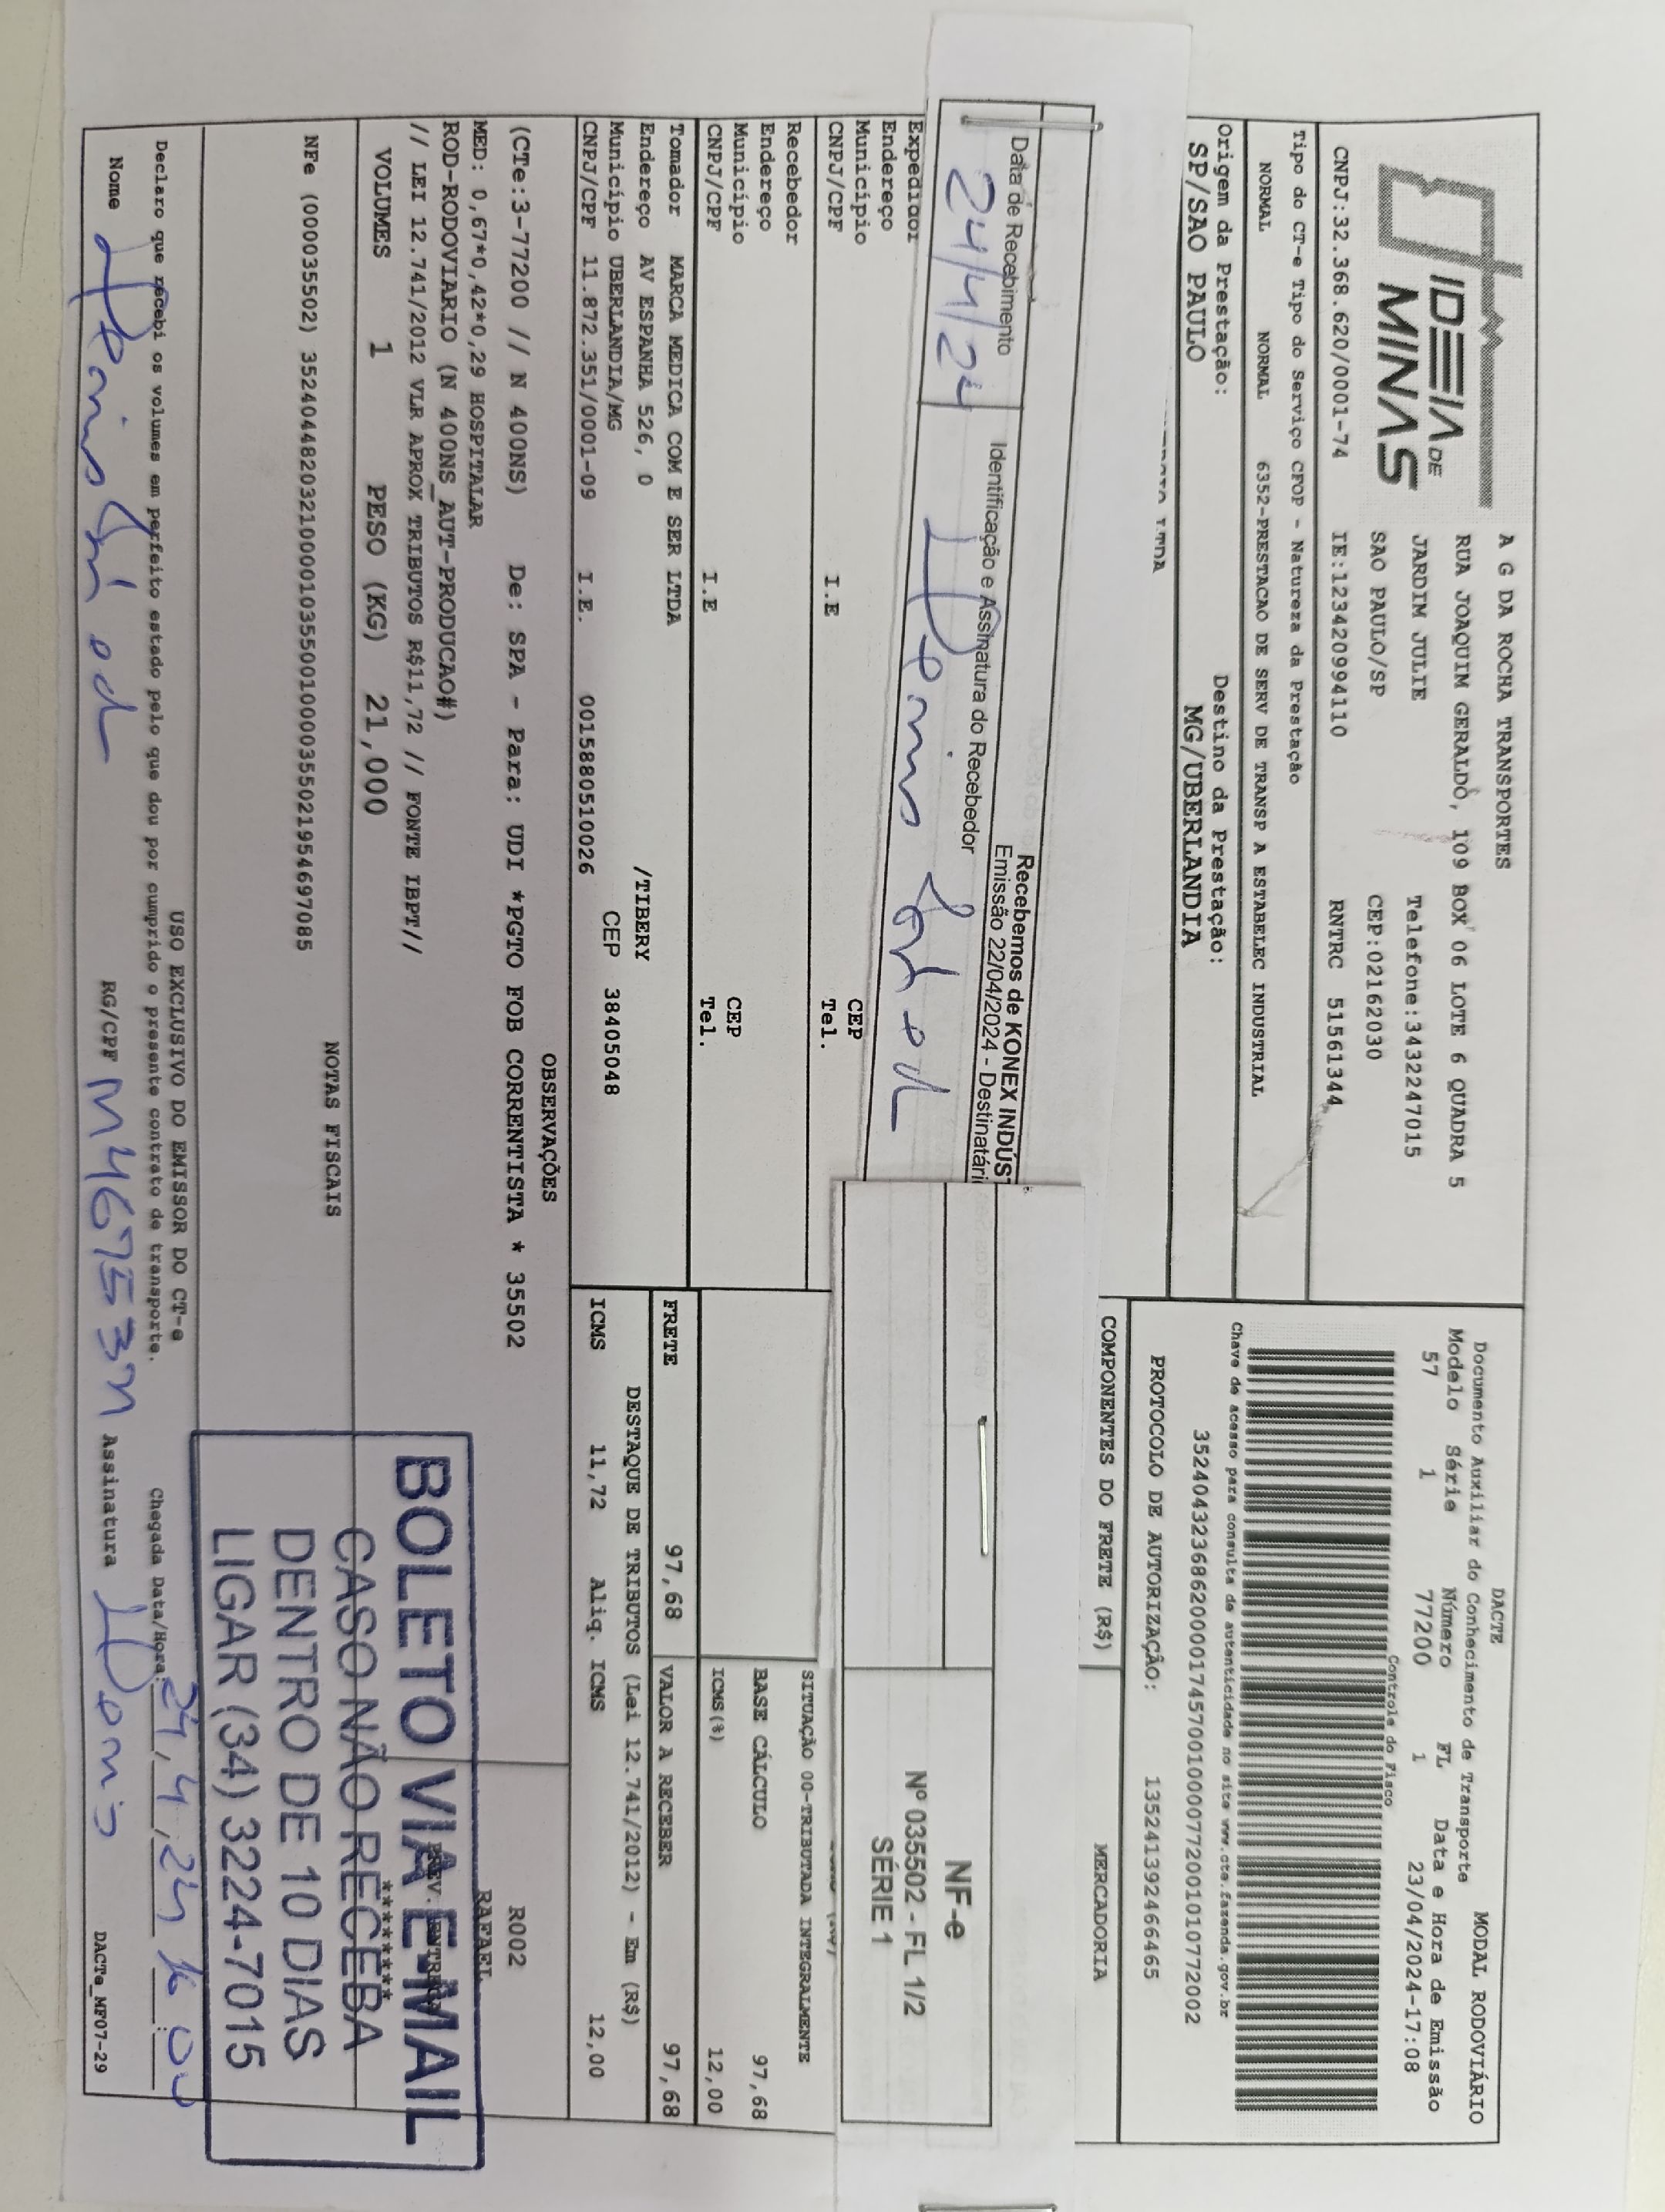 IDEIA DE
MINAS
A G DA ROCHA TRANSPORTES
RUA JOAQUIM GERALDO, 109 BOX 06 LOTE 6 QUADRA 5
JARDIM JULIE Telefone:3432247015
SAO PAULO/SP CEP:02162030
CNPJ:32.368.620/0001-74 IE:123420994110 RNTRC 51561344
Tipo do CT-e Tipo do Serviço CFOP - Natureza da Prestação
NORMAL NORMAL 6352-PRESTACAO DE SERV DE TRANSP A ESTABELEC INDUSTRIAL
Origem da Prestação: Destino da Prestação:
SP/SAO PAULO MG/UBERLANDIA
DACTE MODAL RODOVIÁRIO
Documento Auxiliar do Conhecimento de Transporte
Modelo Série Número FL Data e Hora de Emissão
57 1 77200 1 23/04/2024-17:08
Controle do Fisco
Chave de acesso para consulta de autenticidade no site www.cte.fazenda.gov.br
35240432368620000174570010000772001010772002
PROTOCOLO DE AUTORIZAÇÃO: 135241392466465
COMPONENTES DO FRETE (R$) MERCADORIA
LTDA
Recebemos de KONEX INDÚS
Emissão 22/04/2024 - Destinatári
Data de Recebimento Identificação e Assinatura do Recebedor
24/4/24 Denis
NF-e
Nº 035502 - FL 1/2
SÉRIE 1
Expedidor
Endereço
Município CEP
CNPJ/CPF I.E Tel.
Recebedor
Endereço
Município CEP
CNPJ/CPF I.E Tel.
SITUAÇÃO 00-TRIBUTADA INTEGRALMENTE
BASE CÁLCULO 97,68
ICMS(%) 12,00
Tomador MARCA MEDICA COM E SER LTDA
Endereço AV ESPANHA 526, 0 /TIBERY
Município UBERLANDIA/MG CEP 38405048
CNPJ/CPF 11.872.351/0001-09 I.E. 0015880510026
FRETE 97,68 VALOR A RECEBER 97,68
DESTAQUE DE TRIBUTOS (Lei 12.741/2012) - Em (R$)
ICMS 11,72 Aliq. ICMS 12,00
OBSERVAÇÕES
(CTe:3-77200 // N 400NS) De: SPA - Para: UDI *PGTO FOB CORRENTISTA * 35502
MED: 0,67*0,42*0,29 HOSPITALAR
ROD-RODOVIARIO (N 400NS_AUT-PRODUCAO#)
// LEI 12.741/2012 VLR APROX TRIBUTOS R$11,72 // FONTE IBPT//
R002
RAFAEL
PREV. ENTREGA
********
VOLUMES 1 PESO (KG) 21,000
NOTAS FISCAIS
NFe (000035502) 35240448203210000103550010000355021954697085
BOLETO VIA E-MAIL
CASO NÃO RECEBA
DENTRO DE 10 DIAS
LIGAR (34) 3224-7015
USO EXCLUSIVO DO EMISSOR DO CT-e
Declaro que recebi os volumes em perfeito estado pelo que dou por cumprido o presente contrato de transporte. Chegada Data/Hora: 24/4/24 16:00
Nome Denis RG/CPF M4675377 Assinatura Denis DACTe_MF07-29